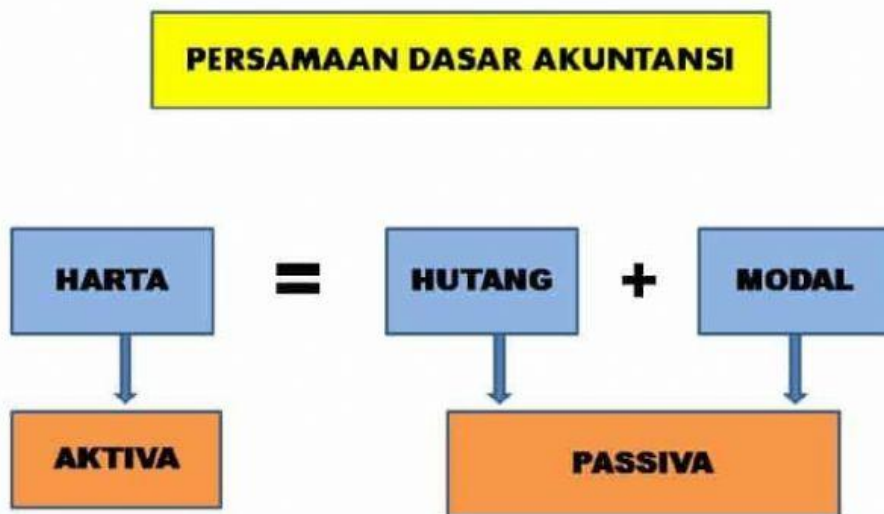 PERSAMAAN DASAR AKUNTANSI
HARTA = HUTANG + MODAL
AKTIVA PASSIVA